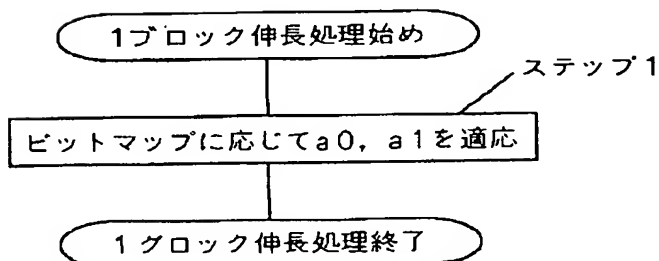 1ブロック伸長処理始め
ステップ1
ビットマップに応じてa0, a1を適応
1グロック伸長処理終了